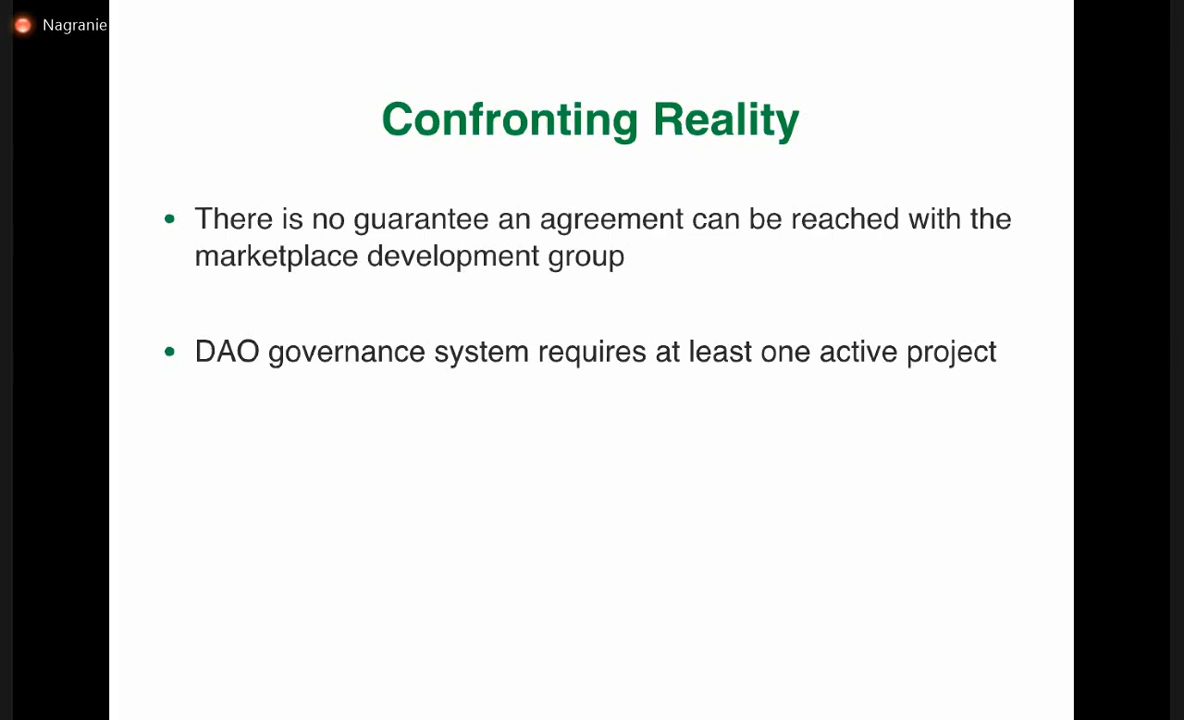 Nagranie
Confronting Reality
• There is no guarantee an agreement can be reached with the
marketplace development group
• DAO governance system requires at least one active project